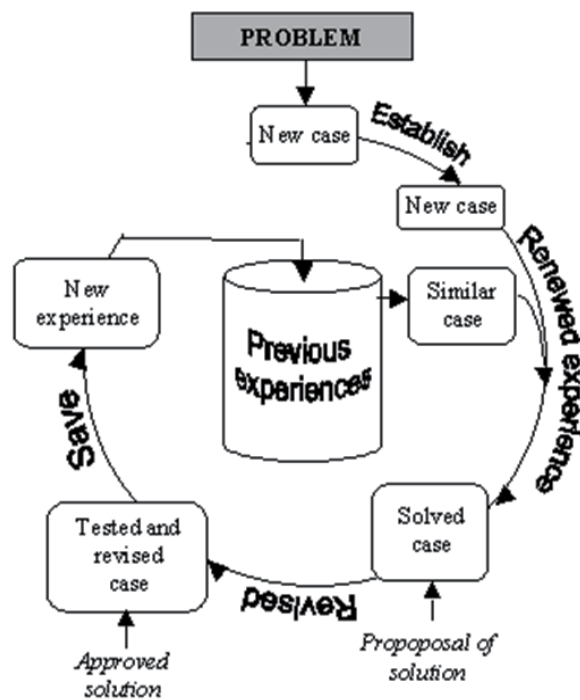 PROBLEM
New case
Establish
New case
Renewed experience
Similar
case
Previous
experiences
New
experience
Save
Tested and
revised
case
Revised
Solved
case
Approved
solution
Propoposal of
solution